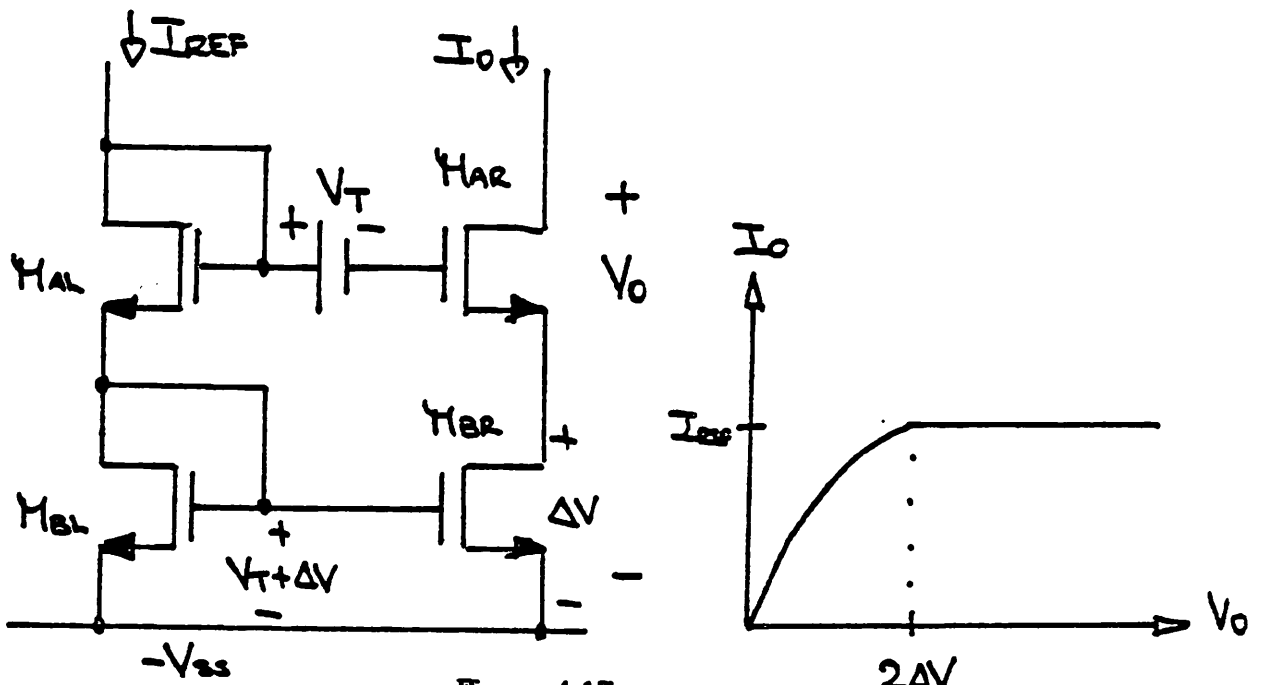 IREF
IO
MAR
VT
+
-
+
VO
MAL
IO
MBR
+
IREF
MBL
+
VT+ΔV
-
ΔV
-
-
-VSS
2ΔV
VO